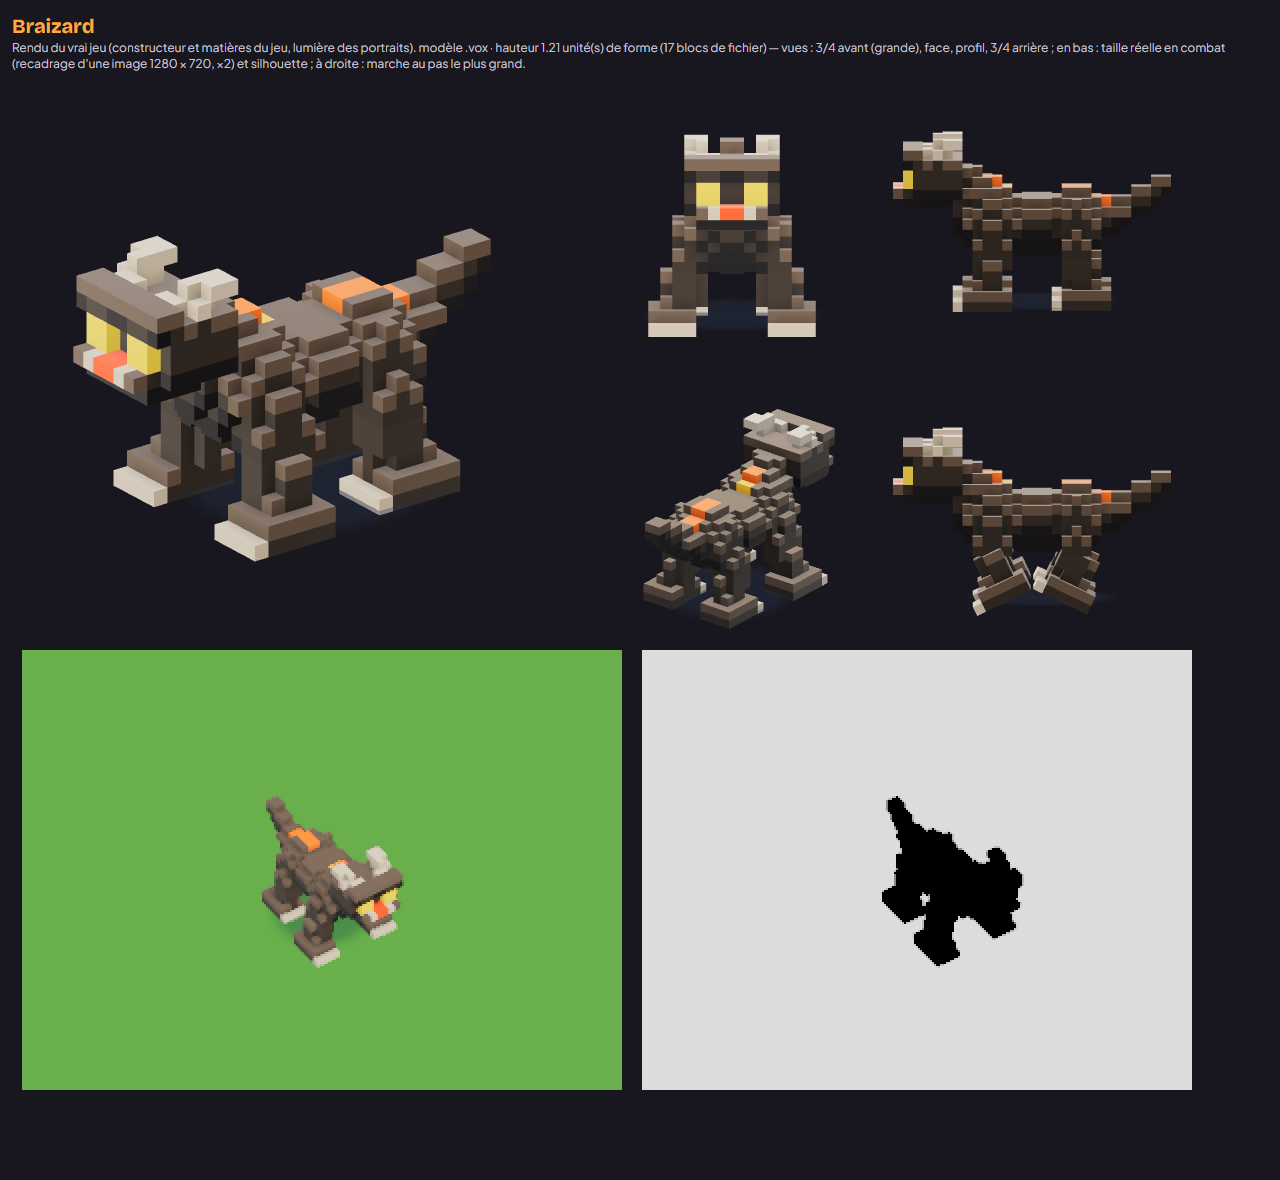 Braizard
Rendu du vrai jeu (constructeur et matières du jeu, lumière des portraits). modèle .vox · hauteur 1.21 unité(s) de forme (17 blocs de fichier) — vues : 3/4 avant (grande), face, profil, 3/4 arrière ; en bas : taille réelle en combat
(recadrage d'une image 1280 × 720, ×2) et silhouette ; à droite : marche au pas le plus grand.